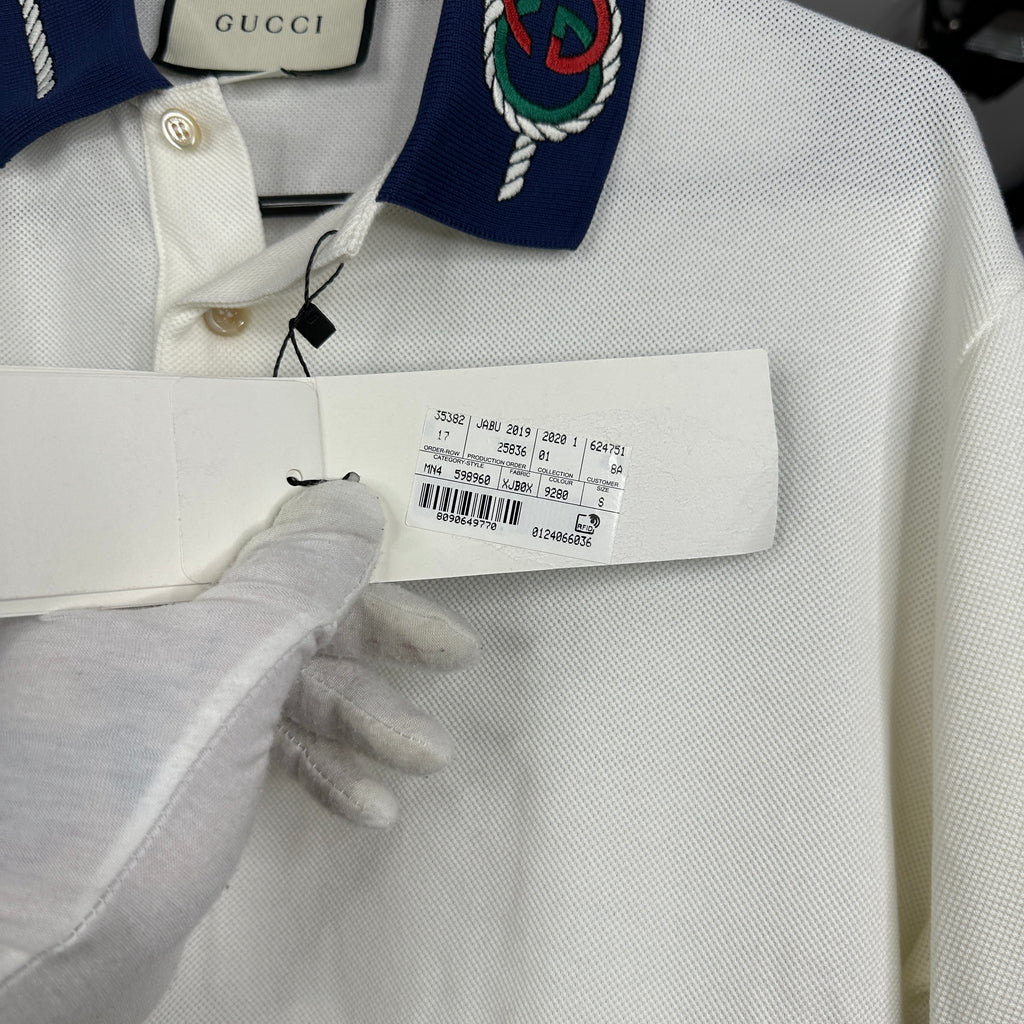 GUCCI
35382 JABU 2019 2020 1 624751
17 25836 01 8A
ORDER-ROW PRODUCTION ORDER COLLECTION CUSTOMER
CATEGORY-STYLE FABRIC COLOUR SIZE
MN4 598960 XJB0X 9280 S
8090649770 0124066036
RFID